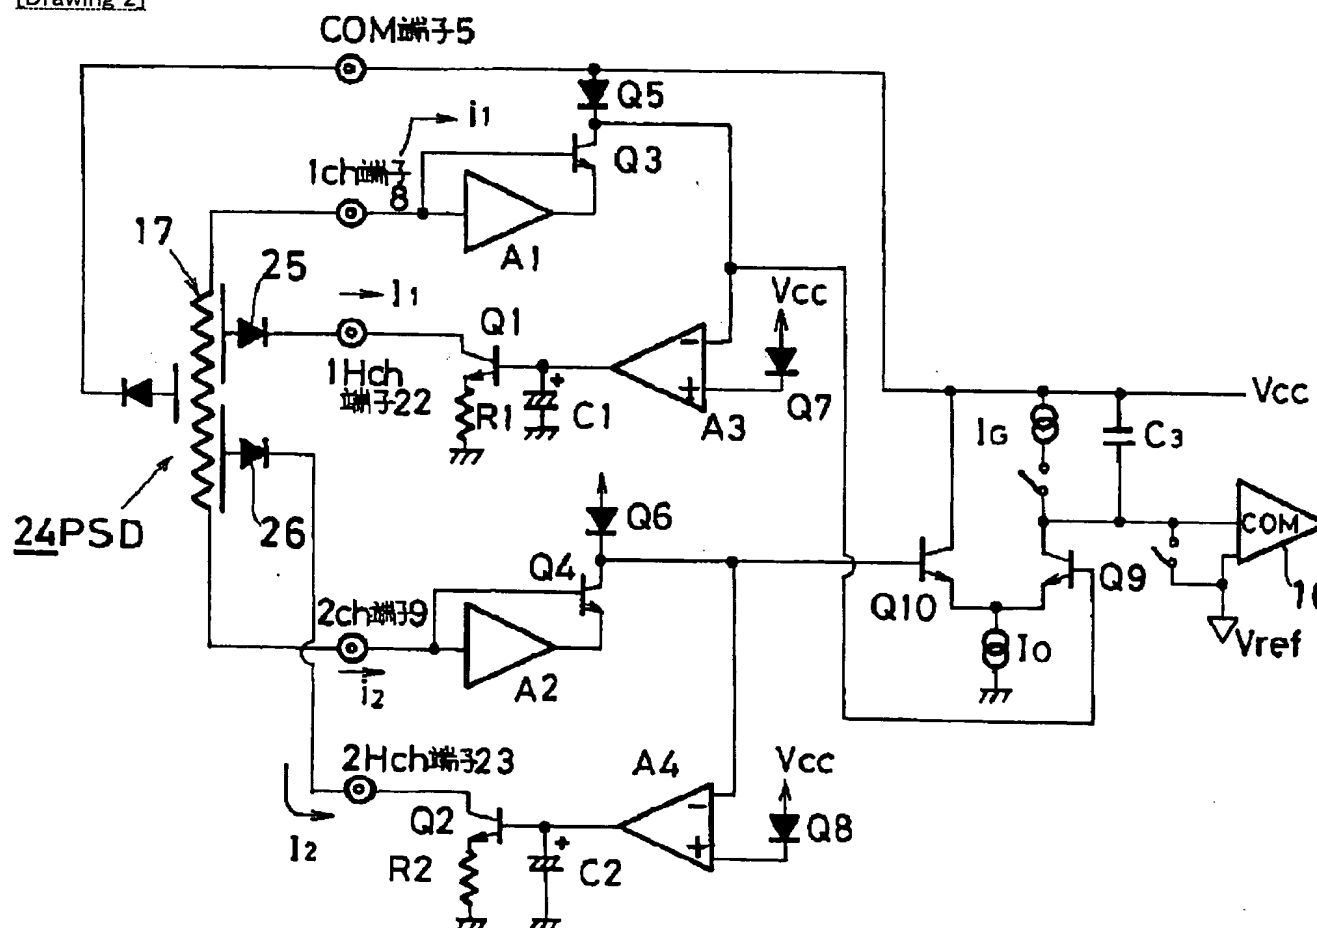 [Drawing 2]
COM端子5
Q5
i1
Q3
1ch端子
8
17
A1
25
I1
Vcc
Q1
1Hch
端子22
R1
C1
A3
Q7
Vcc
IG
C3
24PSD
26
Q6
COM
Q4
Q9
Q10
2ch端子9
Vref
IO
A2
i2
2Hch端子23
A4
Vcc
Q2
Q8
I2
R2
C2
+
+
-
+
-
+